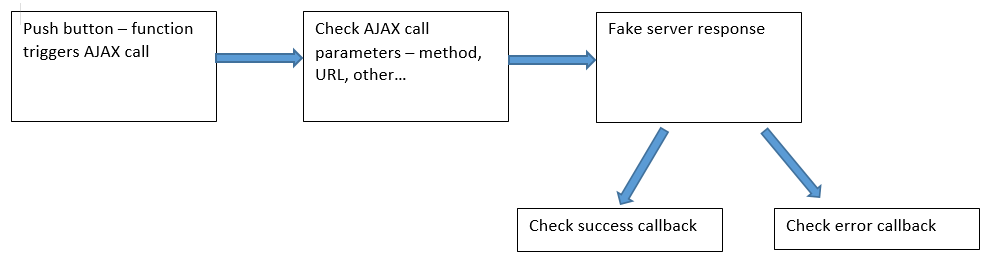 Push button – function
triggers AJAX call
Check AJAX call
parameters – method,
URL, other…
Fake server response
Check success callback
Check error callback